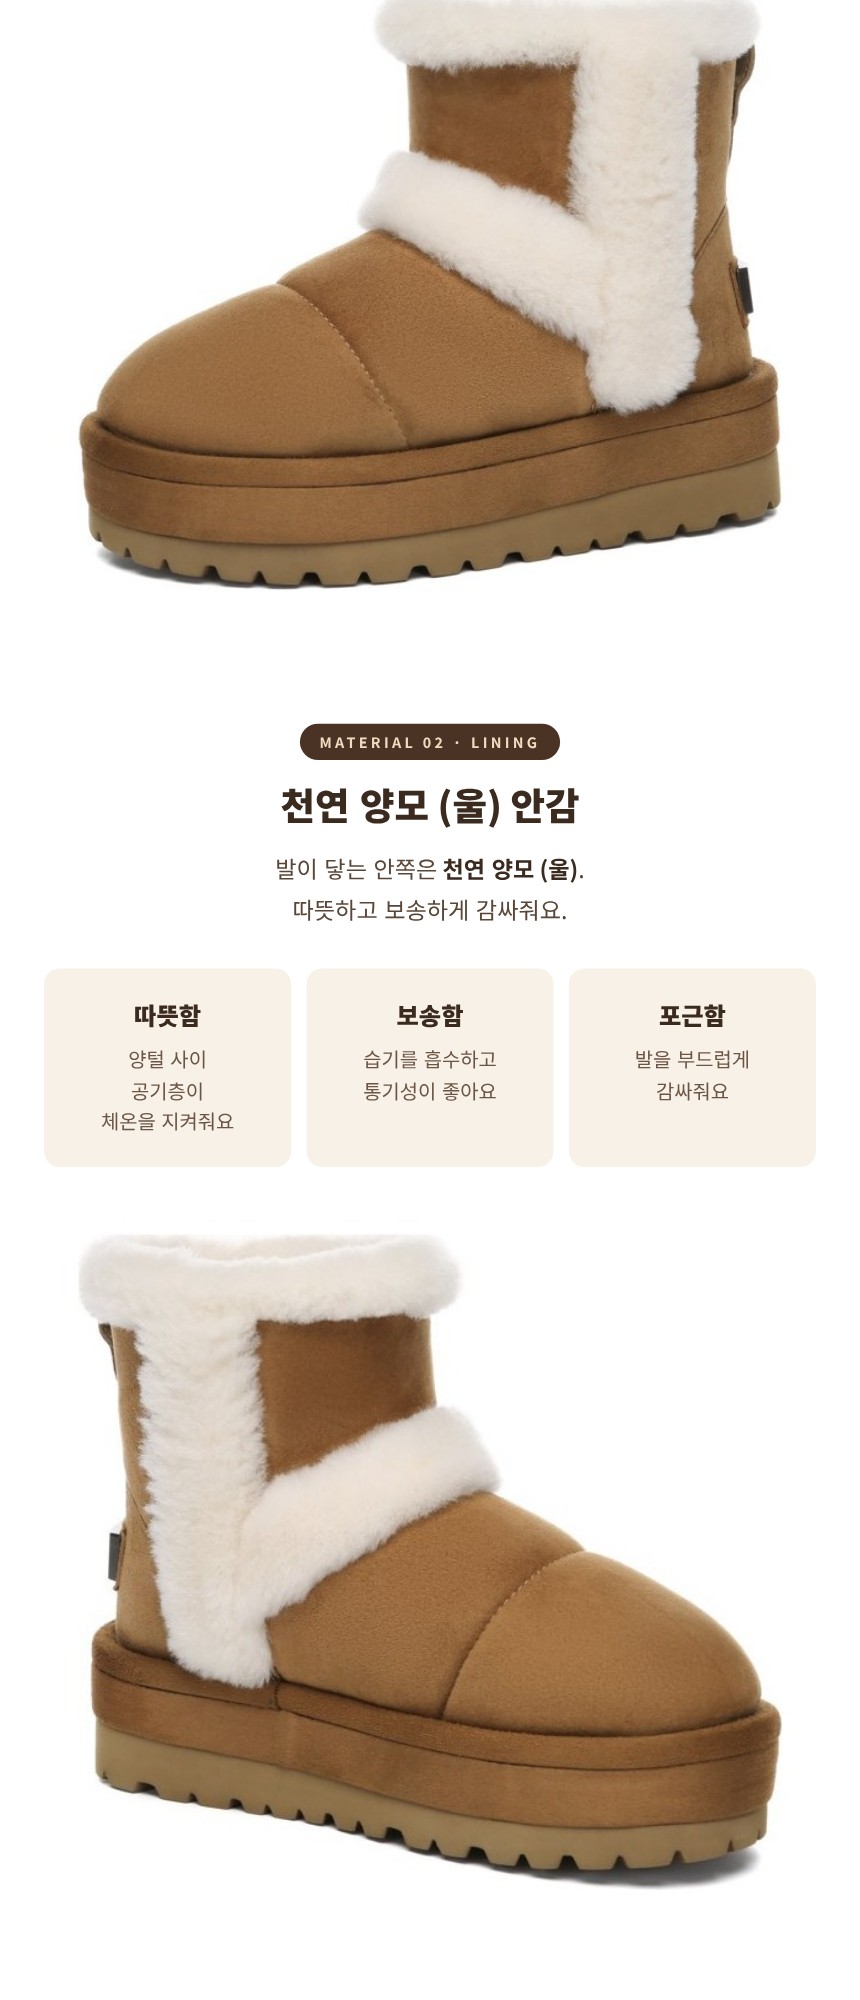 MATERIAL 02 · LINING
천연 양모 (울) 안감
발이 닿는 안쪽은 천연 양모 (울).
따뜻하고 보송하게 감싸줘요.
따뜻함
양털 사이
공기층이
체온을 지켜줘요
보송함
습기를 흡수하고
통기성이 좋아요
포근함
발을 부드럽게
감싸줘요